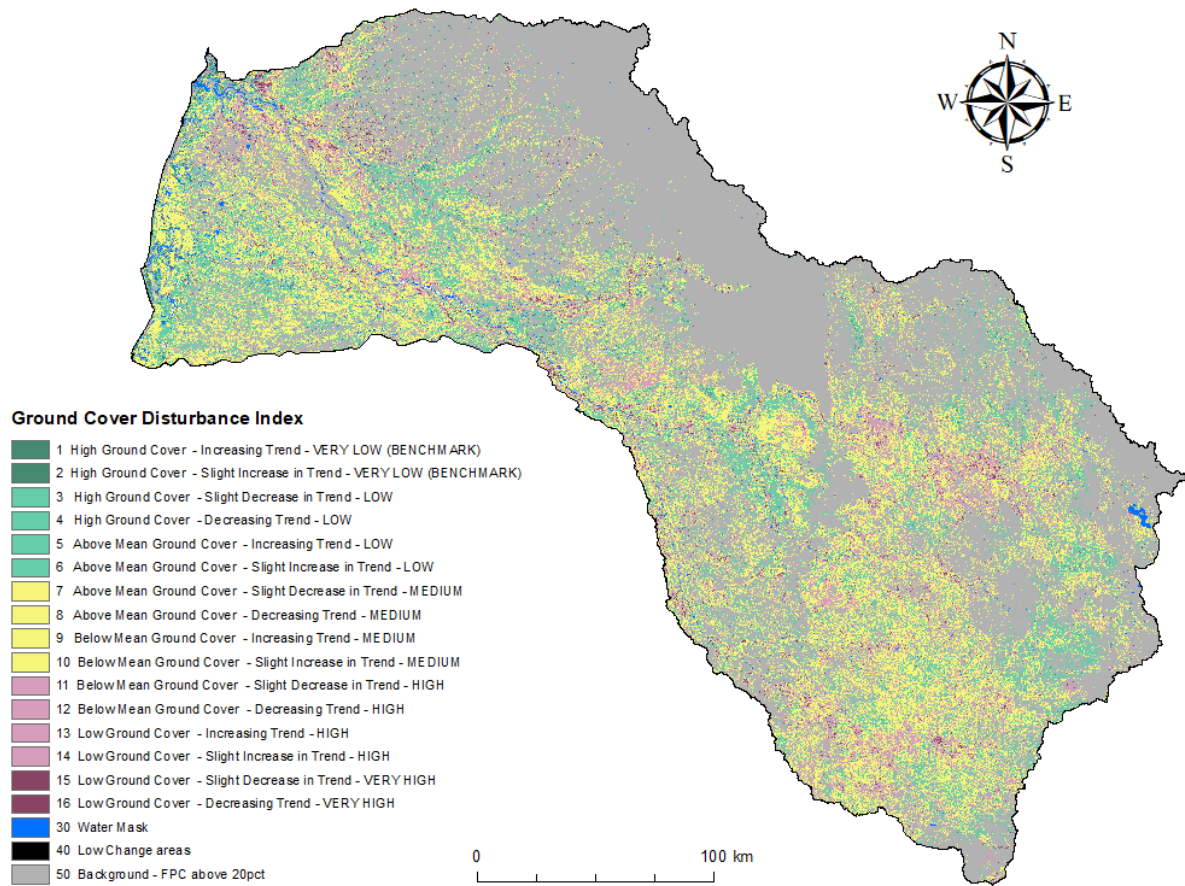 N
W E
S
Ground Cover Disturbance Index
1 High Ground Cover - Increasing Trend - VERY LOW (BENCHMARK)
2 High Ground Cover - Slight Increase in Trend - VERY LOW (BENCHMARK)
3 High Ground Cover - Slight Decrease in Trend - LOW
4 High Ground Cover - Decreasing Trend - LOW
5 Above Mean Ground Cover - Increasing Trend - LOW
6 Above Mean Ground Cover - Slight Increase in Trend - LOW
7 Above Mean Ground Cover - Slight Decrease in Trend - MEDIUM
8 Above Mean Ground Cover - Decreasing Trend - MEDIUM
9 Below Mean Ground Cover - Increasing Trend - MEDIUM
10 Below Mean Ground Cover - Slight Increase in Trend - MEDIUM
11 Below Mean Ground Cover - Slight Decrease in Trend - HIGH
12 Below Mean Ground Cover - Decreasing Trend - HIGH
13 Low Ground Cover - Increasing Trend - HIGH
14 Low Ground Cover - Slight Increase in Trend - HIGH
15 Low Ground Cover - Slight Decrease in Trend - VERY HIGH
16 Low Ground Cover - Decreasing Trend - VERY HIGH
30 Water Mask
40 Low Change areas
50 Background - FPC above 20pct
0 100 km